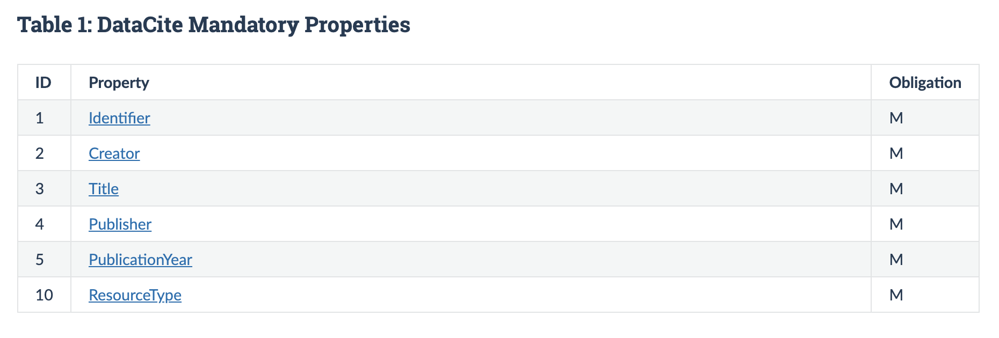 Table 1: DataCite Mandatory Properties
ID Property Obligation
1 Identifier M
2 Creator M
3 Title M
4 Publisher M
5 PublicationYear M
10 ResourceType M